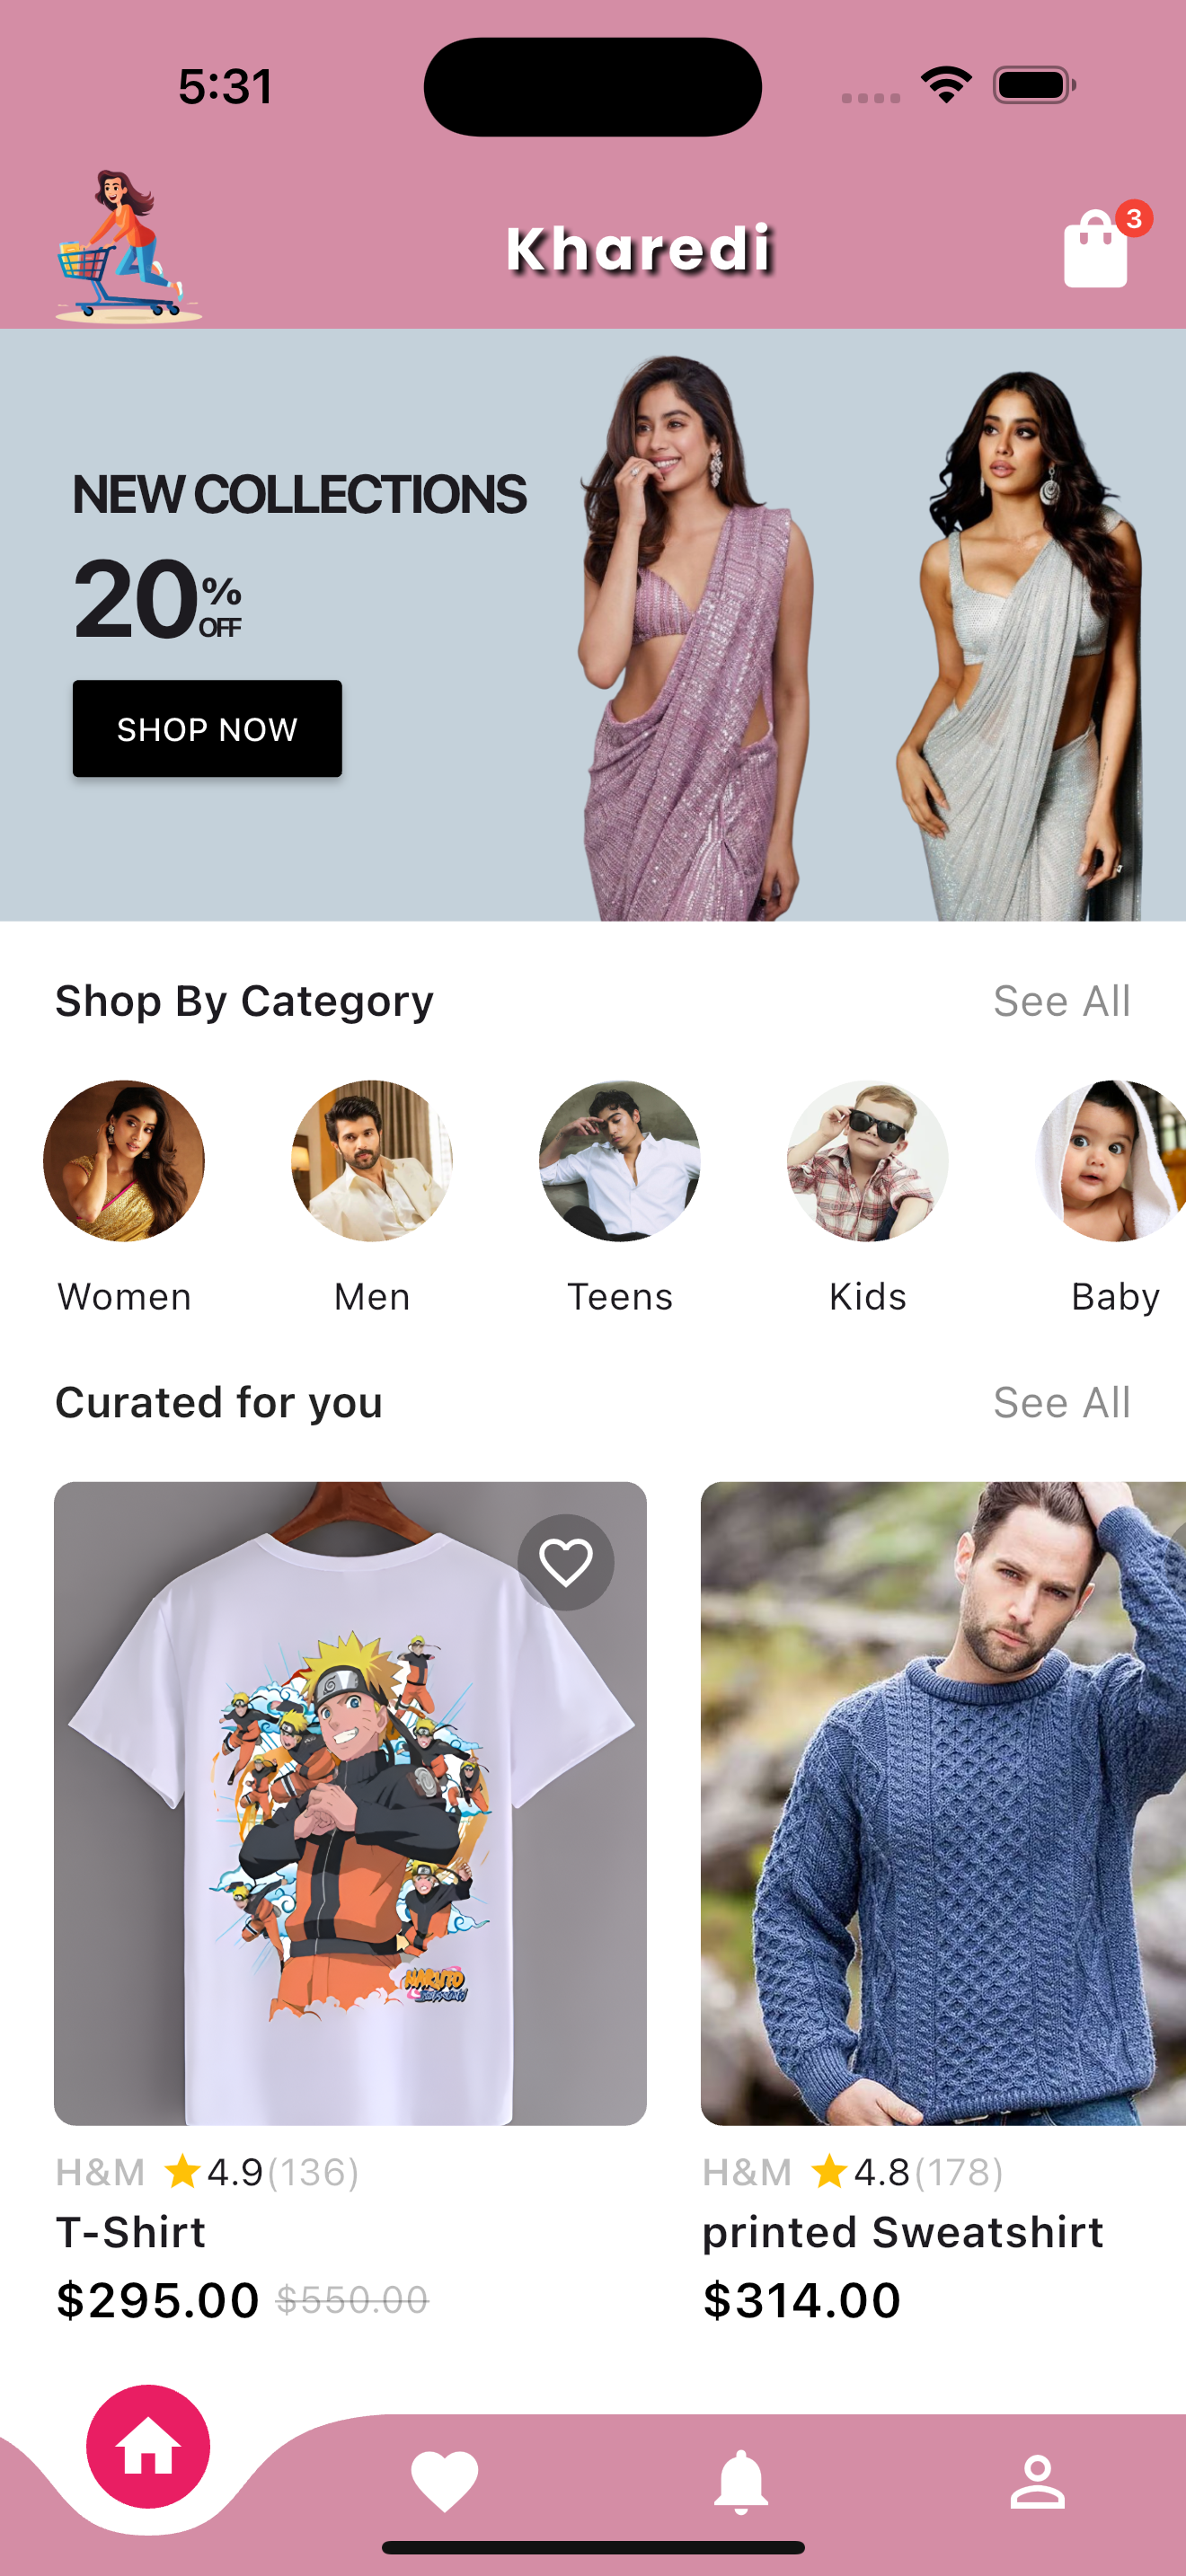 5:31
Kharedi
3
NEW COLLECTIONS
20%
OFF
SHOP NOW
Shop By Category See All
Women Men Teens Kids Baby
Curated for you See All
NARUTO
H&M 4.9(136) H&M 4.8(178)
T-Shirt printed Sweatshirt
$295.00 $550.00 $314.00